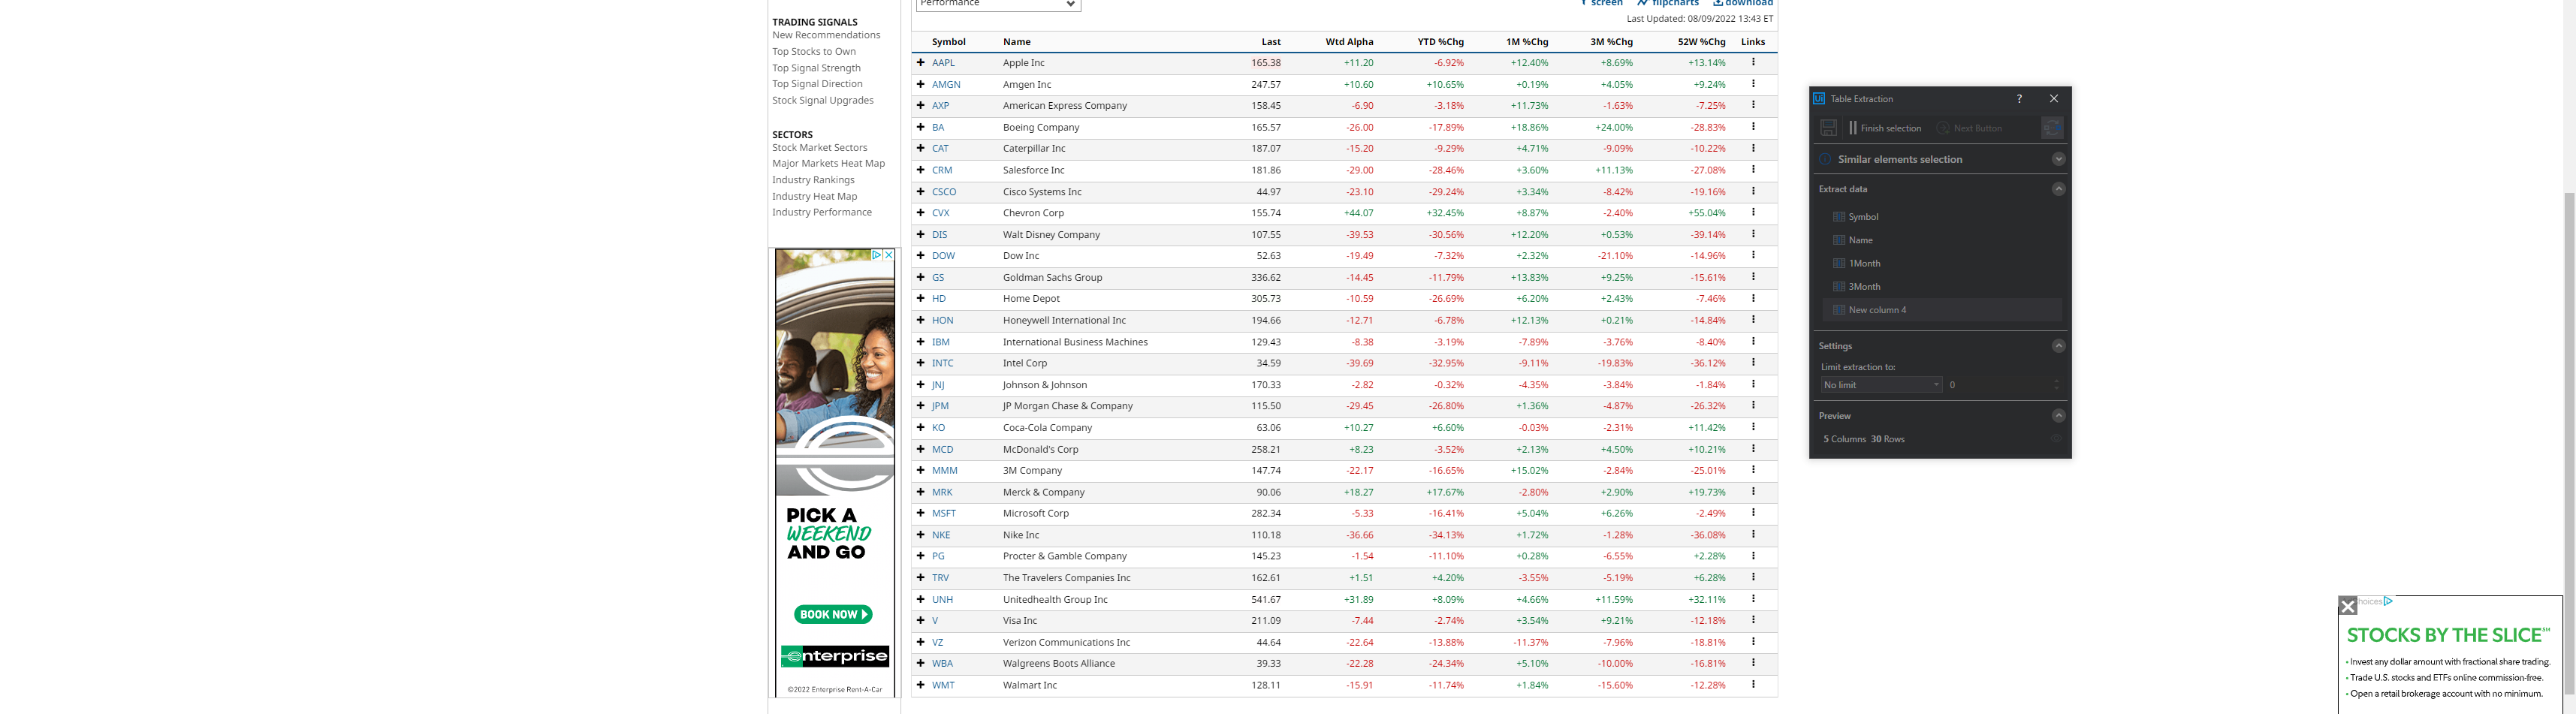 Performance
screen flipcharts download
Last Updated: 08/09/2022 13:43 ET
TRADING SIGNALS
New Recommendations
Top Stocks to Own
Top Signal Strength
Top Signal Direction
Stock Signal Upgrades
SECTORS
Stock Market Sectors
Major Markets Heat Map
Industry Rankings
Industry Heat Map
Industry Performance
PICK A
WEEKEND
AND GO
BOOK NOW
enterprise
©2022 Enterprise Rent-A-Car
Symbol Name Last Wtd Alpha YTD %Chg 1M %Chg 3M %Chg 52W %Chg Links
AAPL Apple Inc 165.38 +11.20 -6.92% +12.40% +8.69% +13.14%
AMGN Amgen Inc 247.57 +10.60 +10.65% +0.19% +4.05% +9.24%
AXP American Express Company 158.45 -6.90 -3.18% +11.73% -1.63% -7.25%
BA Boeing Company 165.57 -26.00 -17.89% +18.86% +24.00% -28.83%
CAT Caterpillar Inc 187.07 -15.20 -9.29% +4.71% -9.09% -10.22%
CRM Salesforce Inc 181.86 -29.00 -28.46% +3.60% +11.13% -27.08%
CSCO Cisco Systems Inc 44.97 -23.10 -29.24% +3.34% -8.42% -19.16%
CVX Chevron Corp 155.74 +44.07 +32.45% +8.87% -2.40% +55.04%
DIS Walt Disney Company 107.55 -39.53 -30.56% +12.20% +0.53% -39.14%
DOW Dow Inc 52.63 -19.49 -7.32% +2.32% -21.10% -14.96%
GS Goldman Sachs Group 336.62 -14.45 -11.79% +13.83% +9.25% -15.61%
HD Home Depot 305.73 -10.59 -26.69% +6.20% +2.43% -7.46%
HON Honeywell International Inc 194.66 -12.71 -6.78% +12.13% +0.21% -14.84%
IBM International Business Machines 129.43 -8.38 -3.19% -7.89% -3.76% -8.40%
INTC Intel Corp 34.59 -39.69 -32.95% -9.11% -19.83% -36.12%
JNJ Johnson & Johnson 170.33 -2.82 -0.32% -4.35% -3.84% -1.84%
JPM JP Morgan Chase & Company 115.50 -29.45 -26.80% +1.36% -4.87% -26.32%
KO Coca-Cola Company 63.06 +10.27 +6.60% -0.03% -2.31% +11.42%
MCD McDonald's Corp 258.21 +8.23 -3.52% +2.13% +4.50% +10.21%
MMM 3M Company 147.74 -22.17 -16.65% +15.02% -2.84% -25.01%
MRK Merck & Company 90.06 +18.27 +17.67% -2.80% +2.90% +19.73%
MSFT Microsoft Corp 282.34 -5.33 -16.41% +5.04% +6.26% -2.49%
NKE Nike Inc 110.18 -36.66 -34.13% +1.72% -1.28% -36.08%
PG Procter & Gamble Company 145.23 -1.54 -11.10% +0.28% -6.55% +2.28%
TRV The Travelers Companies Inc 162.61 +1.51 +4.20% -3.55% -5.19% +6.28%
UNH Unitedhealth Group Inc 541.67 +31.89 +8.09% +4.66% +11.59% +32.11%
V Visa Inc 211.09 -7.44 -2.74% +3.54% +9.21% -12.18%
VZ Verizon Communications Inc 44.64 -22.64 -13.88% -11.37% -7.96% -18.81%
WBA Walgreens Boots Alliance 39.33 -22.28 -24.34% +5.10% -10.00% -16.81%
WMT Walmart Inc 128.11 -15.91 -11.74% +1.84% -15.60% -12.28%
Ui Table Extraction ?
Finish selection Next Button
Similar elements selection
Extract data
Symbol
Name
1Month
3Month
New column 4
Settings
Limit extraction to:
No limit 0
Preview
5 Columns 30 Rows
STOCKS BY THE SLICE℠
• Invest any dollar amount with fractional share trading.
• Trade U.S. stocks and ETFs online commission-free.
• Open a retail brokerage account with no minimum.